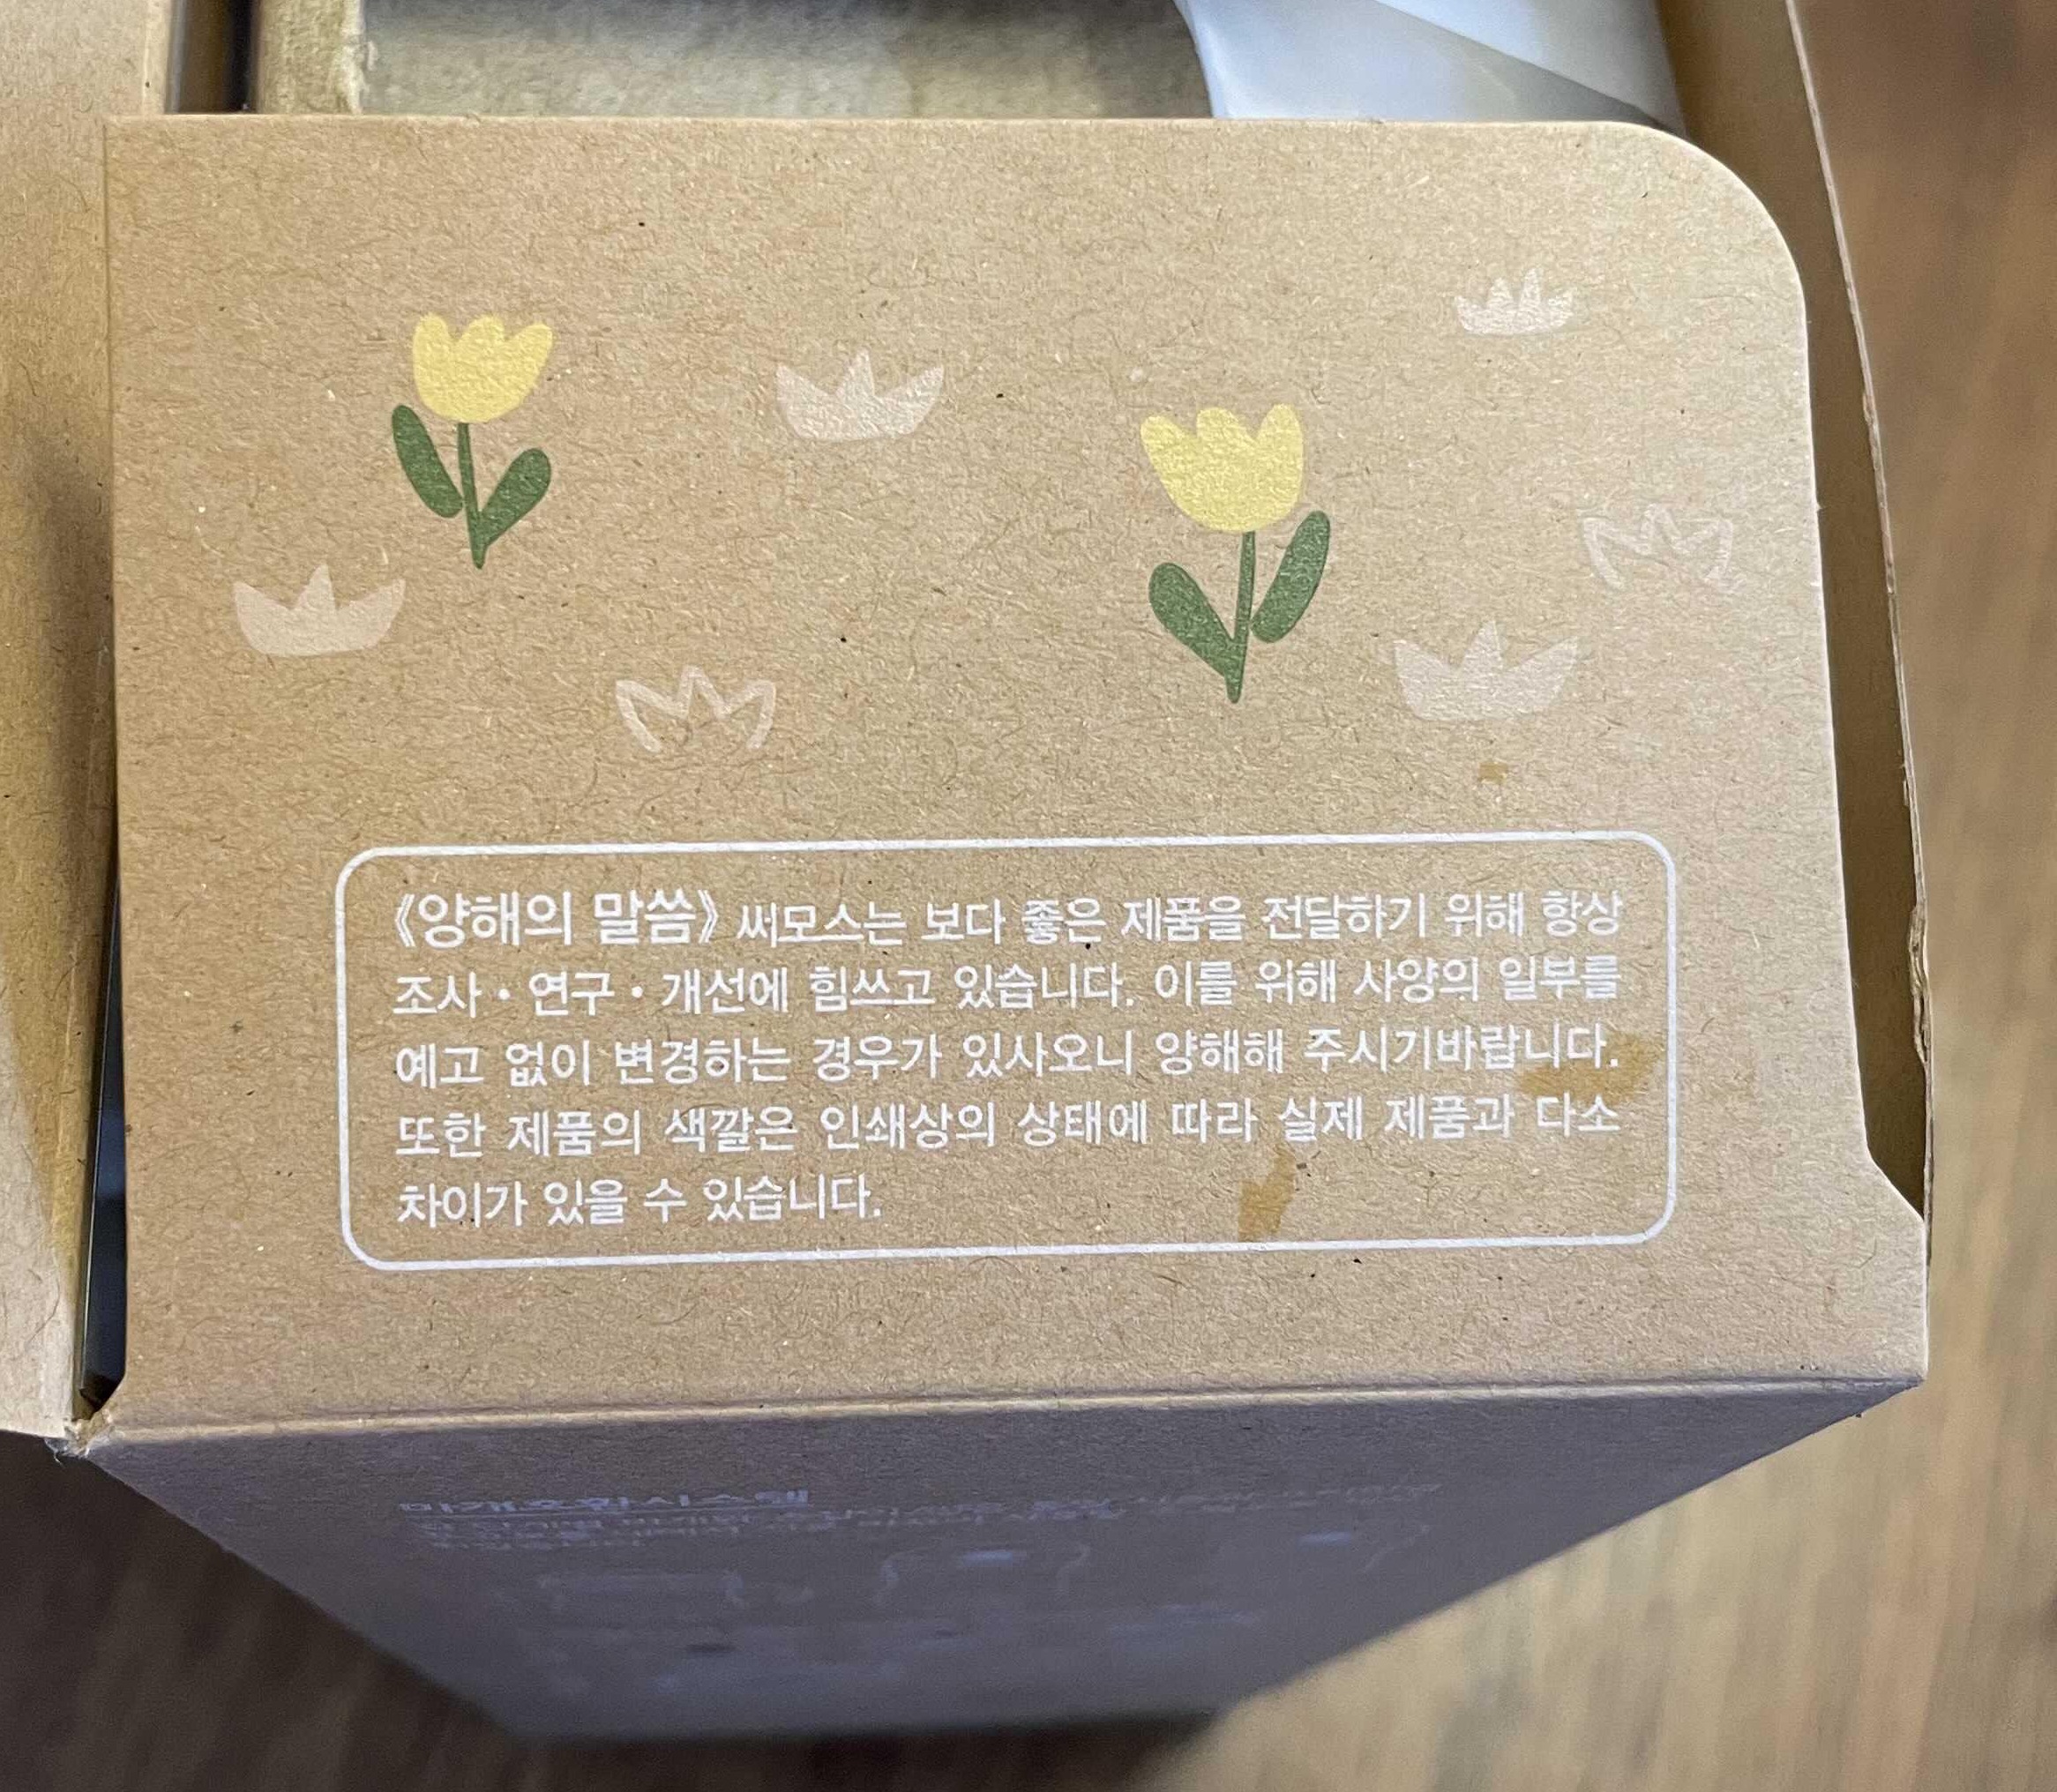 《양해의 말씀》 써모스는 보다 좋은 제품을 전달하기 위해 항상
조사・연구・개선에 힘쓰고 있습니다. 이를 위해 사양의 일부를
예고 없이 변경하는 경우가 있사오니 양해해 주시기바랍니다.
또한 제품의 색깔은 인쇄상의 상태에 따라 실제 제품과 다소
차이가 있을 수 있습니다.